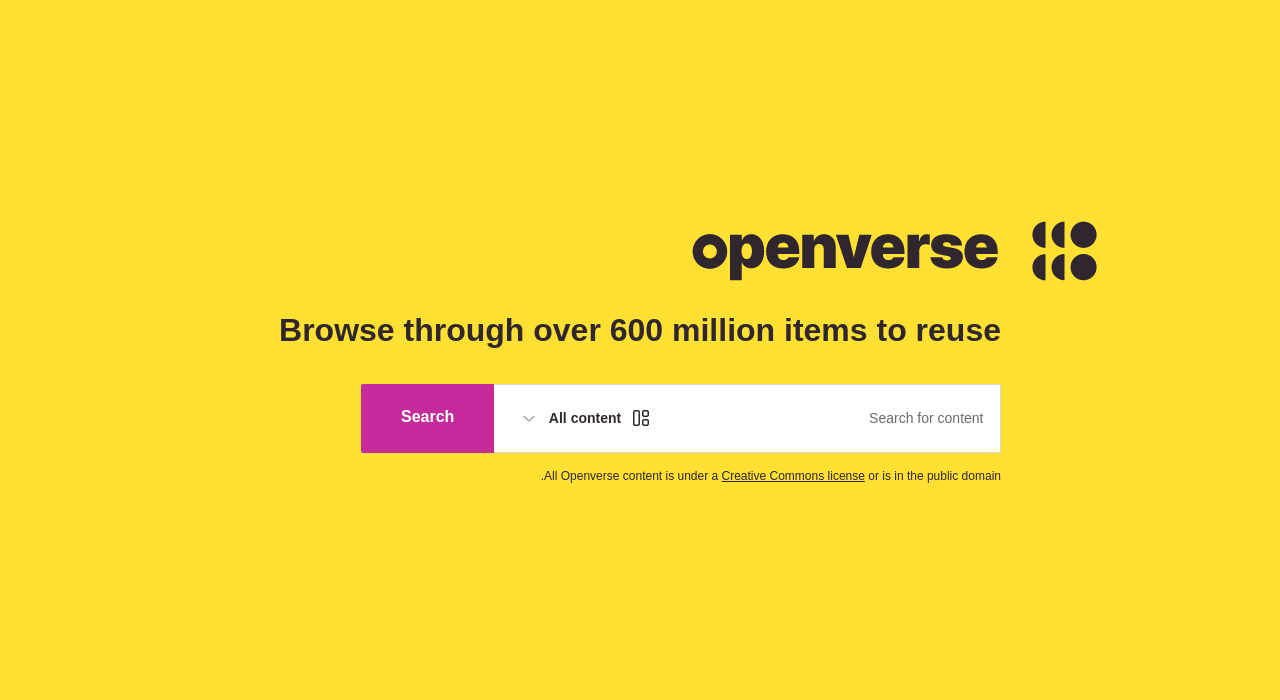 openverse
Browse through over 600 million items to reuse
Search
All content
Search for content
.All Openverse content is under a Creative Commons license or is in the public domain